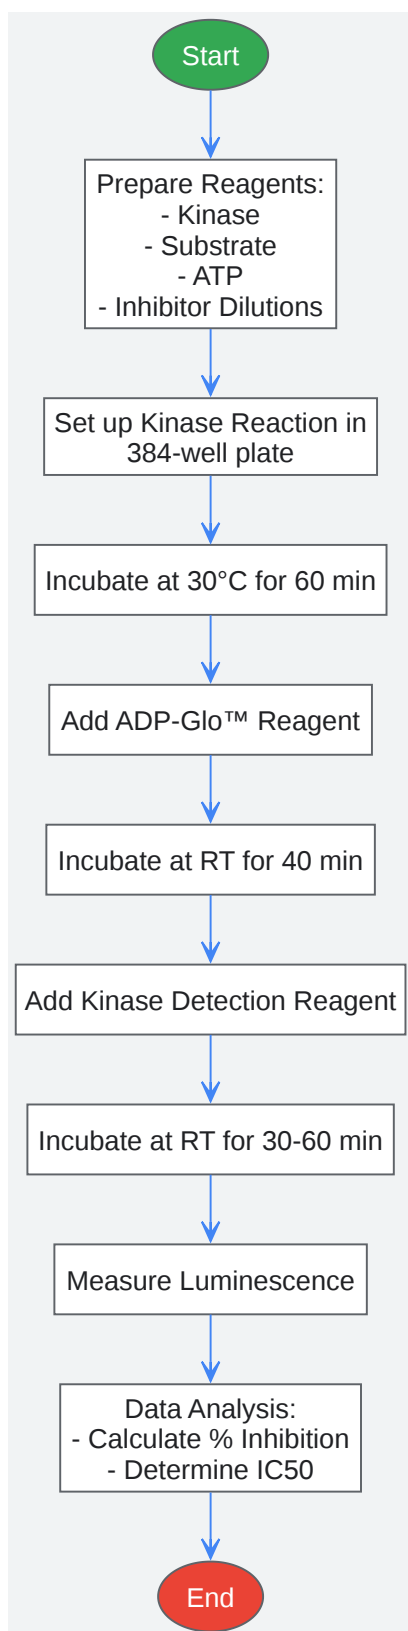 Start
Prepare Reagents:
- Kinase
- Substrate
- ATP
- Inhibitor Dilutions
Set up Kinase Reaction in
384-well plate
Incubate at 30°C for 60 min
Add ADP-Glo™ Reagent
Incubate at RT for 40 min
Add Kinase Detection Reagent
Incubate at RT for 30-60 min
Measure Luminescence
Data Analysis:
- Calculate % Inhibition
- Determine IC50
End